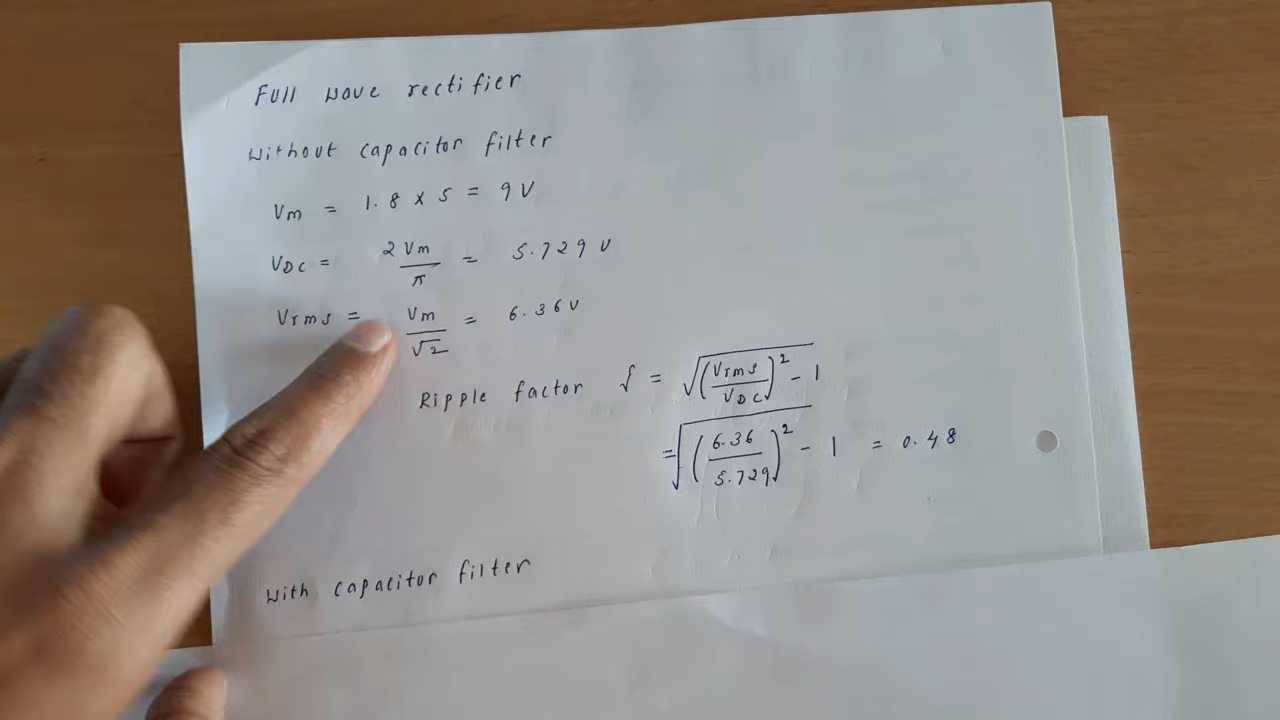 Full wave rectifier
Without capacitor filter
Vm = 1.8 × 5 = 9 V
VDC = 2Vm/π = 5.729 V
Vrms = Vm/√2 = 6.36 V
Ripple factor √ = √((Vrms/VDC)² - 1)
= √((6.36/5.729)² - 1) = 0.48
With capacitor filter